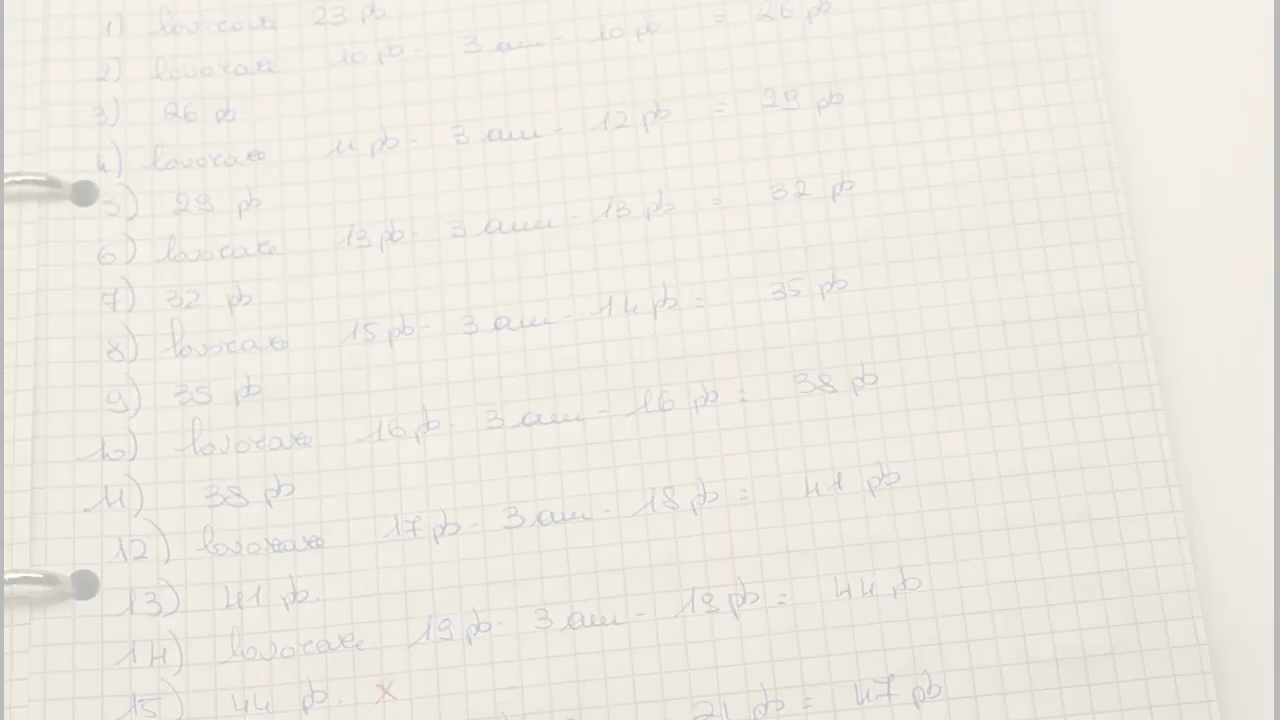 1) lavorare 23 pb
2) lavorare 10 pb - 3 aum - 10 pb = 26 pb
3) 26 pb
4) lavorare 11 pb - 3 aum - 12 pb = 29 pb
5) 29 pb
6) lavorare 13 pb - 3 aum - 13 pb = 32 pb
7) 32 pb
8) lavorare 15 pb - 3 aum - 14 pb = 35 pb
9) 35 pb
10) lavorare 16 pb - 3 aum - 16 pb = 38 pb
11) 38 pb
12) lavorare 17 pb - 3 aum - 18 pb = 41 pb
13) 41 pb.
14) lavorare 19 pb - 3 aum - 19 pb = 44 pb
15) 44 pb. x
21 pb = 47 pb